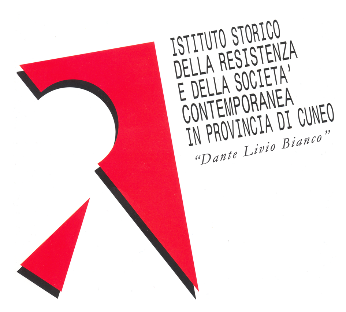 ISTITUTO STORICO
DELLA RESISTENZA
E DELLA SOCIETA'
CONTEMPORANEA
IN PROVINCIA DI CUNEO
"Dante Livio Bianco"